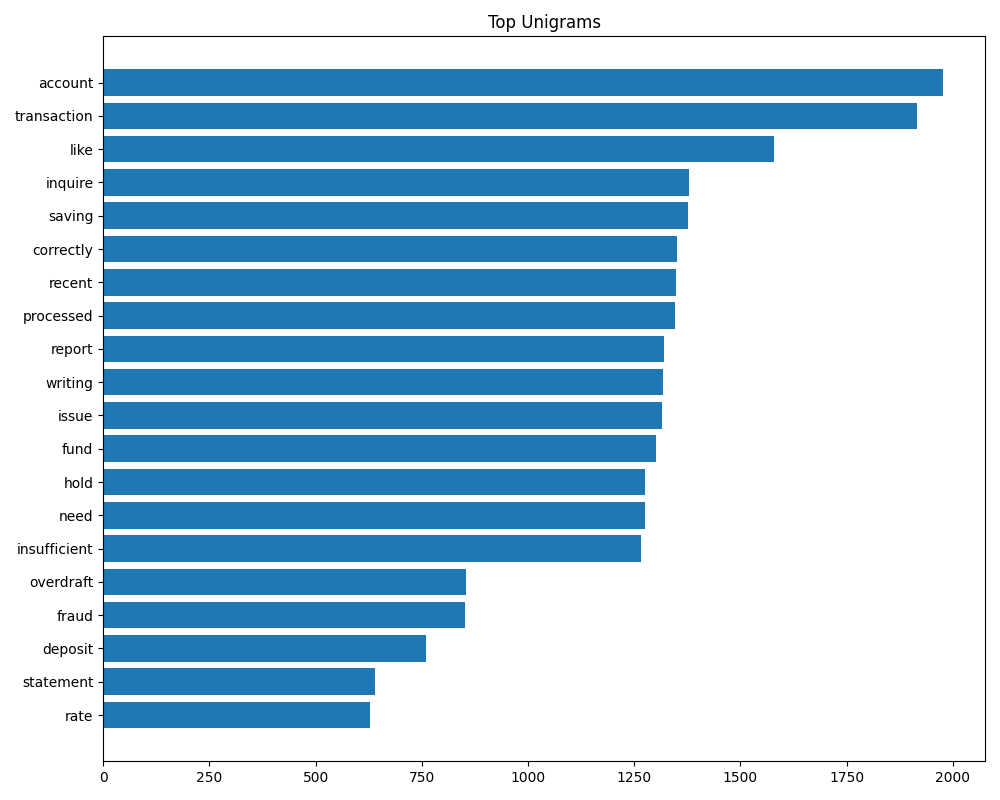 Top Unigrams
account
transaction
like
inquire
saving
correctly
recent
processed
report
writing
issue
fund
hold
need
insufficient
overdraft
fraud
deposit
statement
rate
0 250 500 750 1000 1250 1500 1750 2000